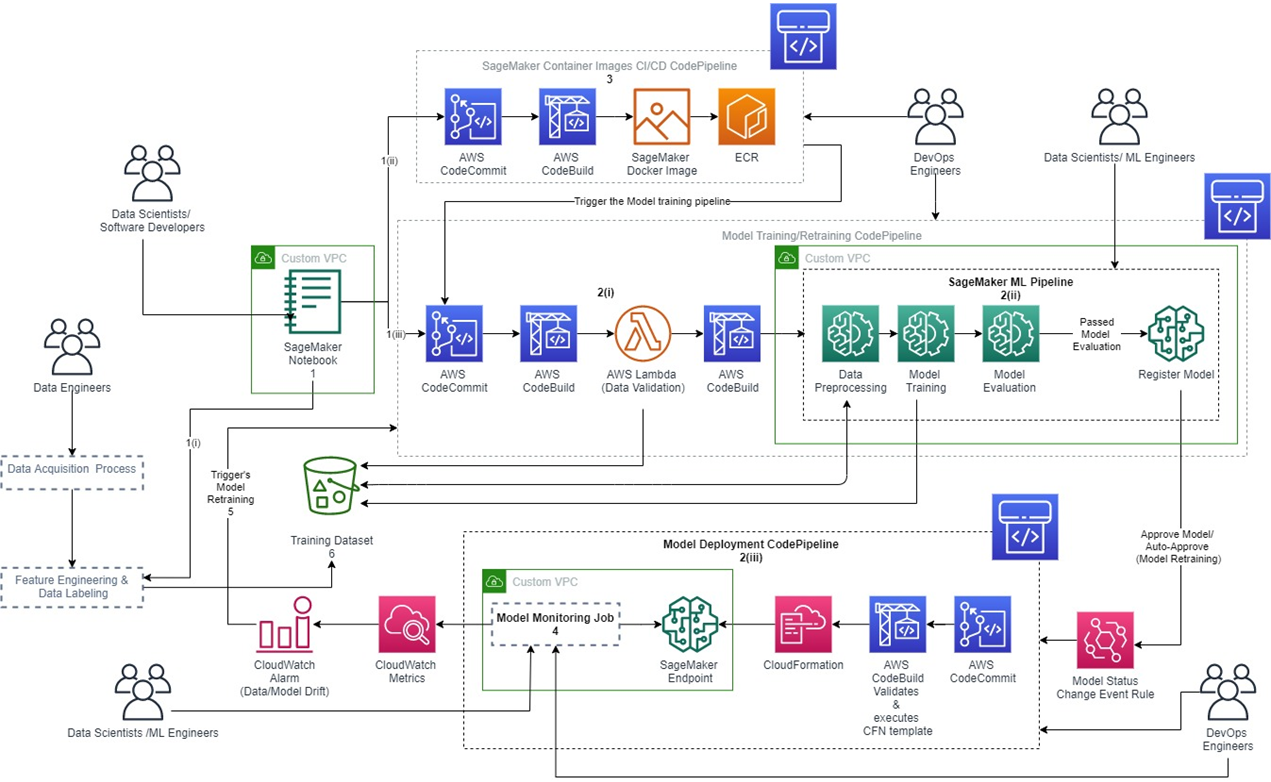 SageMaker Container Images CI/CD CodePipeline
3
AWS
CodeCommit
AWS
CodeBuild
SageMaker
Docker Image
ECR
1(ii)
DevOps
Engineers
Data Scientists/ ML Engineers
Data Scientists/
Software Developers
Trigger the Model training pipeline
Model Training/Retraining CodePipeline
Custom VPC
SageMaker
Notebook
1
1(iii)
2(i)
AWS
CodeCommit
AWS
CodeBuild
AWS Lambda
(Data Validation)
AWS
CodeBuild
Custom VPC
SageMaker ML Pipeline
2(ii)
Data
Preprocessing
Model
Training
Model
Evaluation
Passed
Model
Evaluation
Register Model
Data Engineers
1(i)
Data Acquisition Process
Feature Engineering &
Data Labeling
Trigger's
Model
Retraining
5
Training Dataset
6
Approve Model/
Auto-Approve
(Model Retraining)
Model Deployment CodePipeline
2(iii)
Custom VPC
Model Monitoring Job
4
SageMaker
Endpoint
CloudFormation
AWS
CodeBuild
Validates
&
executes
CFN template
AWS
CodeCommit
Model Status
Change Event Rule
CloudWatch
Alarm
(Data/Model Drift)
CloudWatch
Metrics
Data Scientists /ML Engineers
DevOps
Engineers